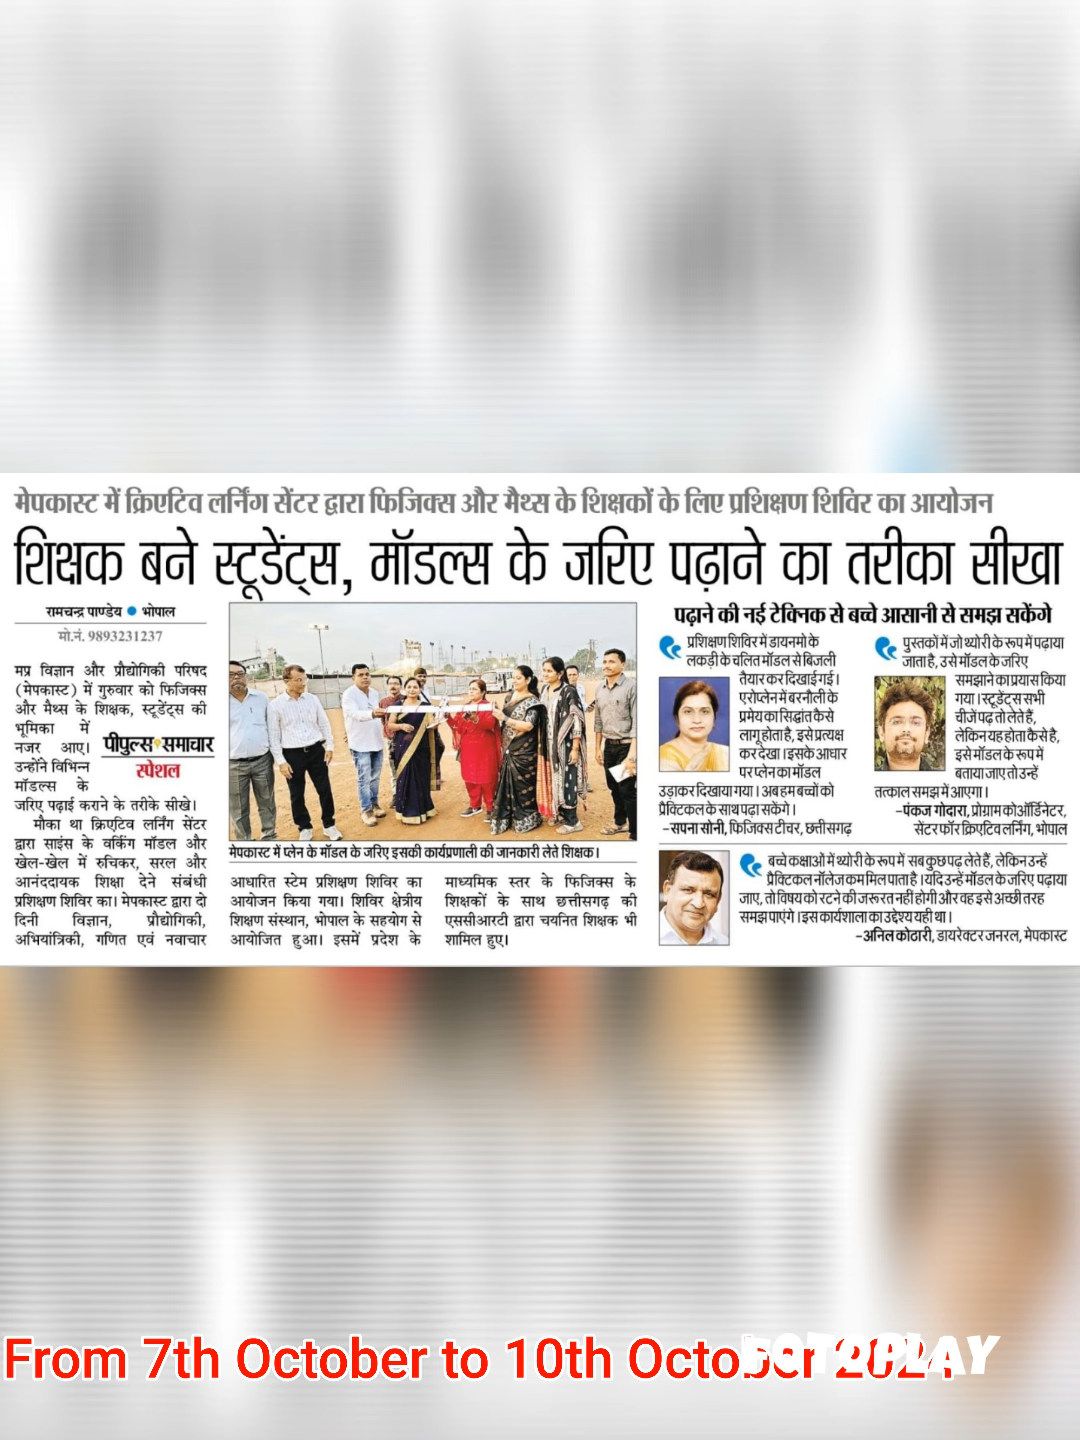 मेपकास्ट में क्रिएटिव लर्निंग सेंटर द्वारा फिजिक्स और मैथ्स के शिक्षकों के लिए प्रशिक्षण शिविर का आयोजन
शिक्षक बने स्टूडेंट्स, मॉडल्स के जरिए पढ़ाने का तरीका सीखा
रामचन्द्र पाण्डेय ● भोपाल
मो.नं. 9893231237
मप्र विज्ञान और प्रौद्योगिकी परिषद
(मेपकास्ट) में गुरुवार को फिजिक्स
और मैथ्स के शिक्षक, स्टूडेंट्स की
भूमिका में
नजर आए।
उन्होंने विभिन्न
मॉडल्स के
पीपुल्स समाचार
स्पेशल
जरिए पढ़ाई कराने के तरीके सीखे।
मौका था क्रिएटिव लर्निंग सेंटर
द्वारा साइंस के वर्किंग मॉडल और
खेल-खेल में रुचिकर, सरल और
आनंददायक शिक्षा देने संबंधी
प्रशिक्षण शिविर का। मेपकास्ट द्वारा दो
दिनी विज्ञान, प्रौद्योगिकी,
अभियांत्रिकी, गणित एवं नवाचार
मेपकास्ट में प्लेन के मॉडल के जरिए इसकी कार्यप्रणाली की जानकारी लेते शिक्षक।
आधारित स्टेम प्रशिक्षण शिविर का
आयोजन किया गया। शिविर क्षेत्रीय
शिक्षण संस्थान, भोपाल के सहयोग से
आयोजित हुआ। इसमें प्रदेश के
माध्यमिक स्तर के फिजिक्स के
शिक्षकों के साथ छत्तीसगढ़ की
एससीआरटी द्वारा चयनित शिक्षक भी
शामिल हुए।
पढ़ाने की नई टेक्निक से बच्चे आसानी से समझ सकेंगे
प्रशिक्षण शिविर में डायनमो के
लकड़ी के चलित मॉडल से बिजली
तैयार कर दिखाई गई।
एरोप्लेन में बरनौली के
प्रमेय का सिद्धांत कैसे
लागू होता है, इसे प्रत्यक्ष
कर देखा। इसके आधार
पर प्लेन का मॉडल
उड़ाकर दिखाया गया। अब हम बच्चों को
प्रैक्टिकल के साथ पढ़ा सकेंगे।
-सपना सोनी, फिजिक्स टीचर, छत्तीसगढ़
पुस्तकों में जो थ्योरी के रूप में पढ़ाया
जाता है, उसे मॉडल के जरिए
समझाने का प्रयास किया
गया। स्टूडेंट्स सभी
चीजें पढ़ तो लेते हैं,
लेकिन यह होता कैसे है,
इसे मॉडल के रूप में
बताया जाए तो उन्हें
तत्काल समझ में आएगा।
-पंकज गोदारा, प्रोग्राम कोऑर्डिनेटर,
सेंटर फॉर क्रिएटिव लर्निंग, भोपाल
बच्चे कक्षाओं में थ्योरी के रूप में सब कुछ पढ़ लेते हैं, लेकिन उन्हें
प्रैक्टिकल नॉलेज कम मिल पाता है। यदि उन्हें मॉडल के जरिए पढ़ाया
जाए, तो विषय को रटने की जरूरत नहीं होगी और वह इसे अच्छी तरह
समझ पाएंगे। इस कार्यशाला का उद्देश्य यही था।
-अनिल कोठारी, डायरेक्टर जनरल, मेपकास्ट
From 7th October to 10th October
FOTOPLAY